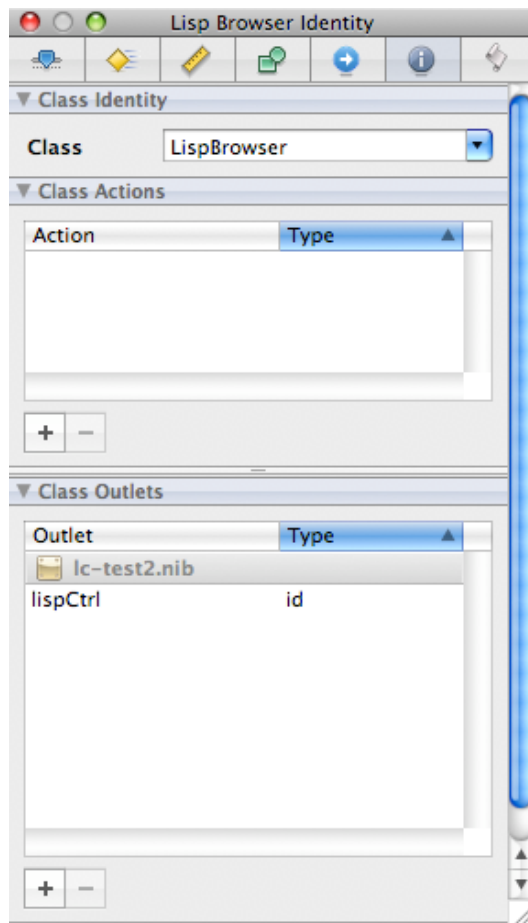 Lisp Browser Identity
Class Identity
Class LispBrowser
Class Actions
Action Type
+ −
Class Outlets
Outlet Type
lc-test2.nib
lispCtrl id
+ −